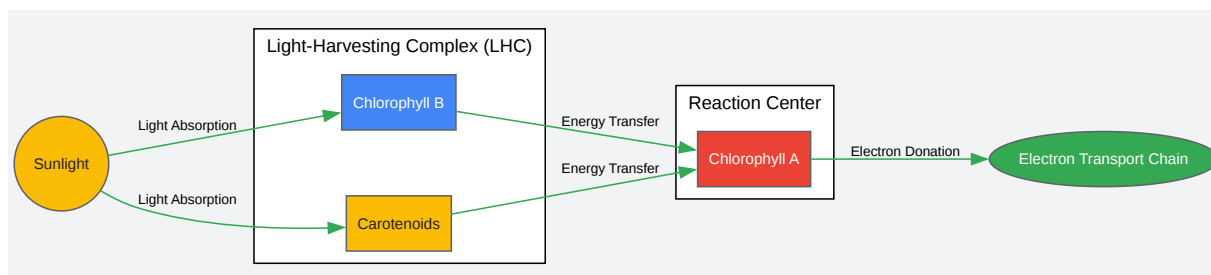 Light-Harvesting Complex (LHC)
Chlorophyll B
Light Absorption
Energy Transfer
Reaction Center
Sunlight
Chlorophyll A
Electron Donation
Electron Transport Chain
Energy Transfer
Light Absorption
Carotenoids